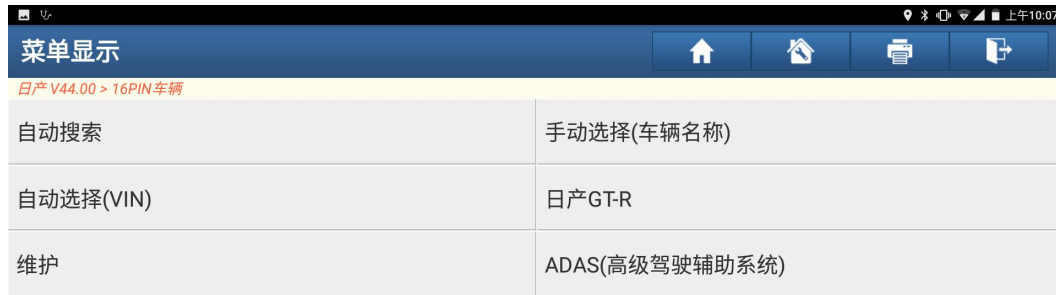 上午10:07
菜单显示
日产 V44.00 > 16PIN车辆
自动搜索
手动选择(车辆名称)
自动选择(VIN)
日产GT-R
维护
ADAS(高级驾驶辅助系统)